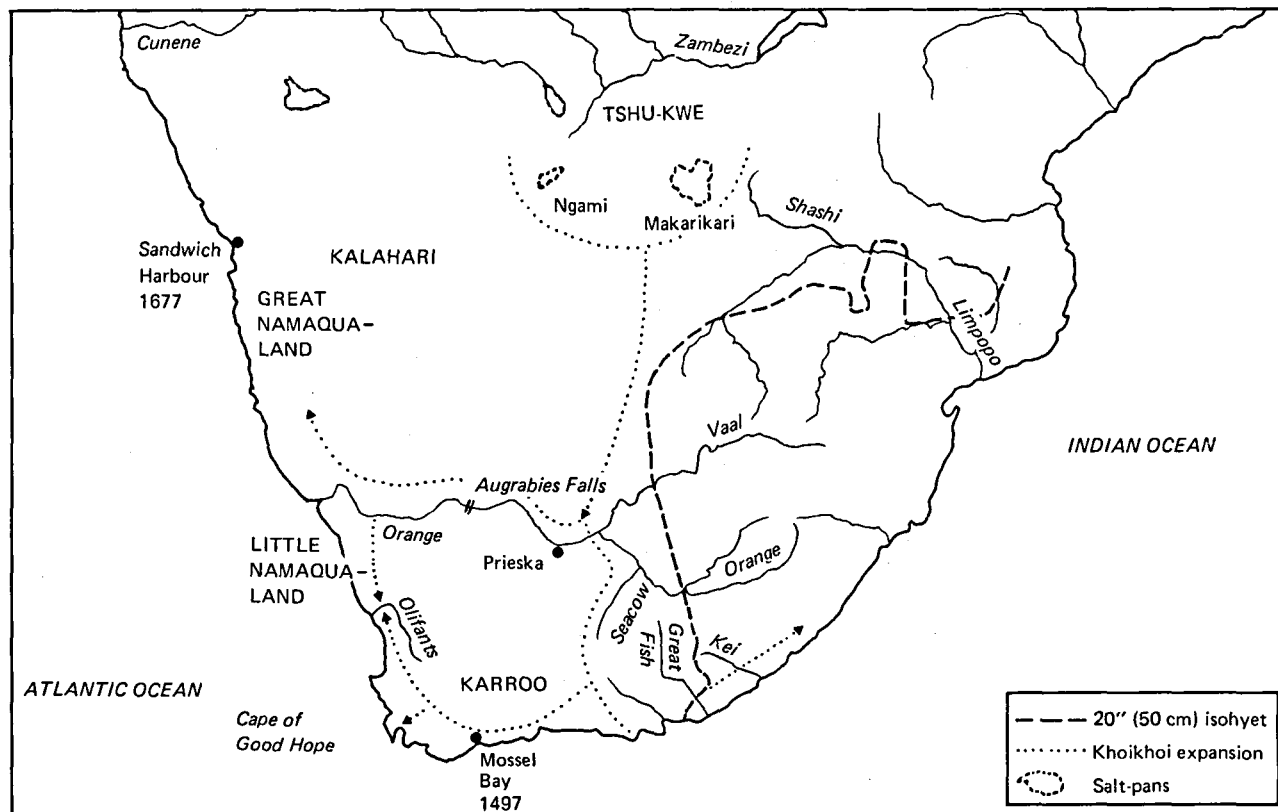 Cunene
Zambezi
TSHU-KWE
Ngami
Makarikari
Shashi
Sandwich
Harbour
1677
KALAHARI
GREAT
NAMAQUA–
LAND
Limpopo
Vaal
INDIAN OCEAN
Augrabies Falls
Orange
LITTLE
NAMAQUA–
LAND
Prieska
Orange
Olifants
Seacow
Great
Fish
Kei
KARROO
ATLANTIC OCEAN
Cape of
Good Hope
Mossel
Bay
1497
20″ (50 cm) isohyet
Khoikhoi expansion
Salt-pans